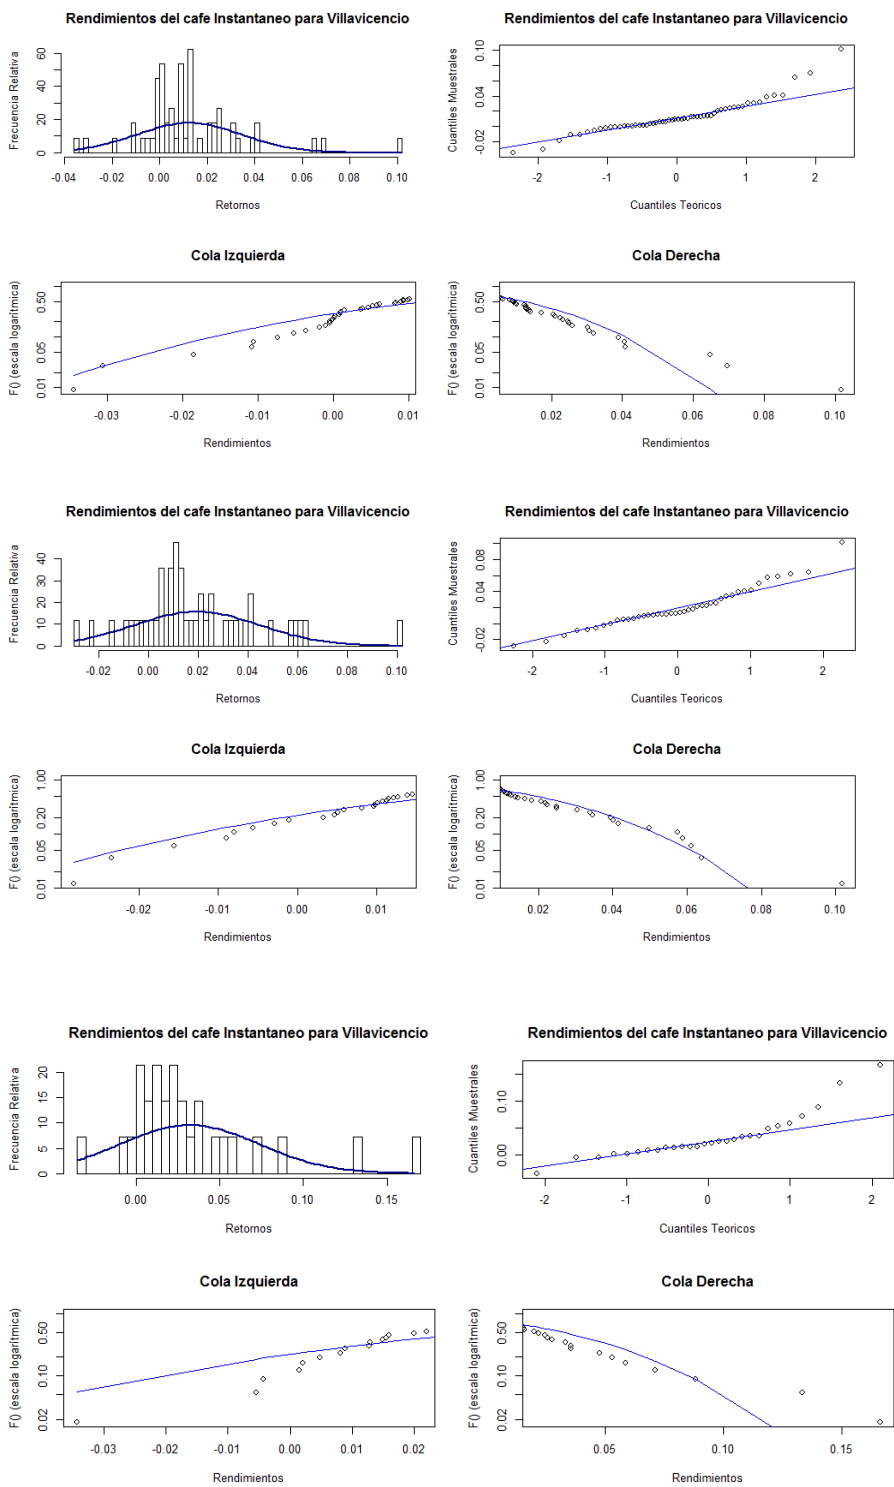 Rendimientos del cafe Instantaneo para Villavicencio
Frecuencia Relativa
0 20 40 60
-0.04 -0.02 0.00 0.02 0.04 0.06 0.08 0.10
Retornos
Rendimientos del cafe Instantaneo para Villavicencio
Cuantiles Muestrales
-0.02 0.04 0.10
-2 -1 0 1 2
Cuantiles Teoricos
Cola Izquierda
F() (escala logarítmica)
0.01 0.05 0.50
-0.03 -0.02 -0.01 0.00 0.01
Rendimientos
Cola Derecha
F() (escala logarítmica)
0.01 0.05 0.50
0.02 0.04 0.06 0.08 0.10
Rendimientos
Rendimientos del cafe Instantaneo para Villavicencio
Frecuencia Relativa
0 10 20 30 40
-0.02 0.00 0.02 0.04 0.06 0.08 0.10
Retornos
Rendimientos del cafe Instantaneo para Villavicencio
Cuantiles Muestrales
-0.02 0.04 0.08
-2 -1 0 1 2
Cuantiles Teoricos
Cola Izquierda
F() (escala logarítmica)
0.01 0.05 0.20 1.00
-0.02 -0.01 0.00 0.01
Rendimientos
Cola Derecha
F() (escala logarítmica)
0.01 0.05 0.20 1.00
0.02 0.04 0.06 0.08 0.10
Rendimientos
Rendimientos del cafe Instantaneo para Villavicencio
Frecuencia Relativa
0 5 10 15 20
0.00 0.05 0.10 0.15
Retornos
Rendimientos del cafe Instantaneo para Villavicencio
Cuantiles Muestrales
0.00 0.10
-2 -1 0 1 2
Cuantiles Teoricos
Cola Izquierda
F() (escala logarítmica)
0.02 0.10 0.50
-0.03 -0.02 -0.01 0.00 0.01 0.02
Rendimientos
Cola Derecha
F() (escala logarítmica)
0.02 0.10 0.50
0.05 0.10 0.15
Rendimientos